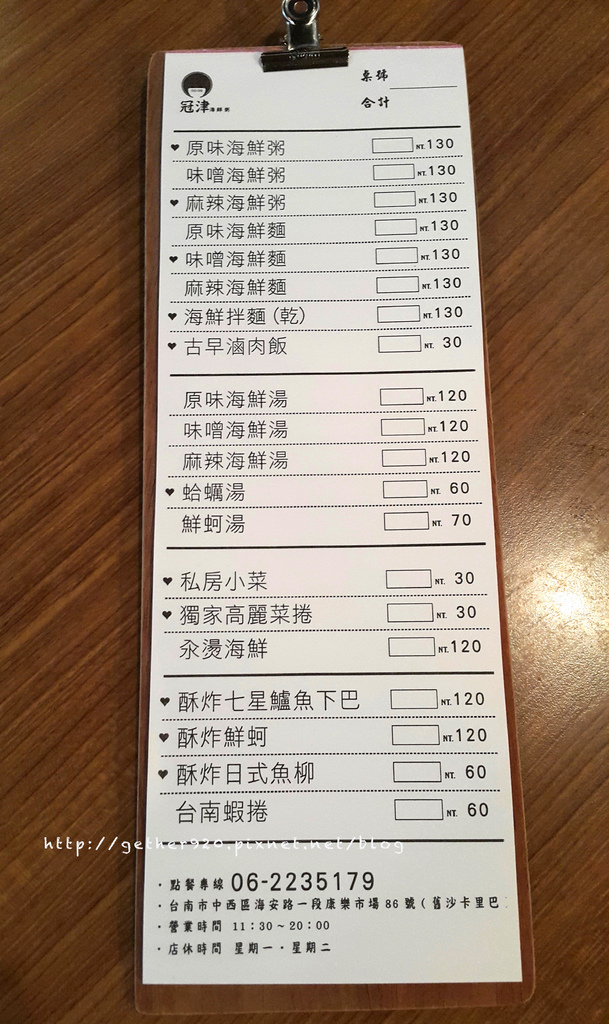 桌號
冠津海鮮粥
合計
♥ 原味海鮮粥 NT.130
味噌海鮮粥 NT.130
♥ 麻辣海鮮粥 NT.130
原味海鮮麵 NT.130
♥ 味噌海鮮麵 NT.130
麻辣海鮮麵 NT.130
♥ 海鮮拌麵(乾) NT.130
♥ 古早滷肉飯 NT. 30
原味海鮮湯 NT.120
味噌海鮮湯 NT.120
麻辣海鮮湯 NT.120
♥ 蛤蠣湯 NT. 60
鮮蚵湯 NT. 70
♥ 私房小菜 NT. 30
♥ 獨家高麗菜捲 NT. 30
汆燙海鮮 NT.120
♥ 酥炸七星鱸魚下巴 NT.120
♥ 酥炸鮮蚵 NT.120
♥ 酥炸日式魚柳 NT. 60
台南蝦捲 NT. 60
http://gether920.pixnet.net/blog
· 點餐專線 06-2235179
· 台南市中西區海安路一段康樂市場86號(舊沙卡里巴
· 營業時間 11:30~20:00
· 店休時間 星期一·星期二